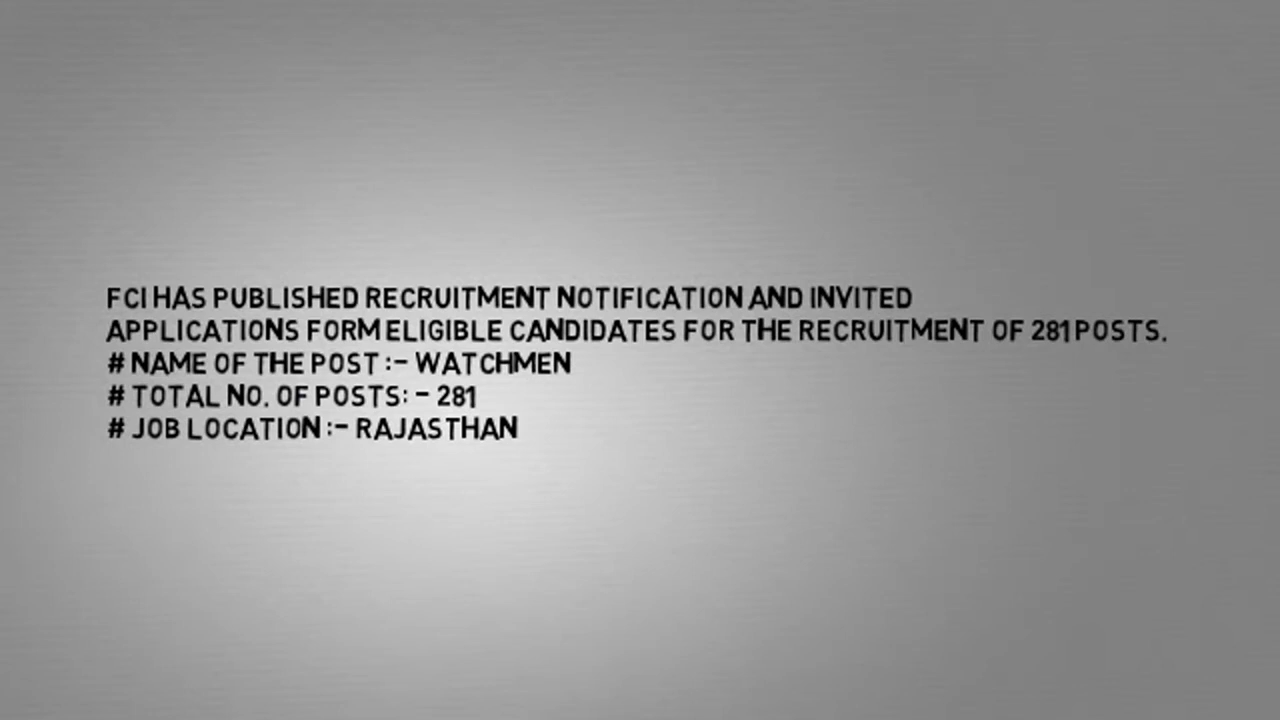 FCI HAS PUBLISHED RECRUITMENT NOTIFICATION AND INVITED
APPLICATIONS FORM ELIGIBLE CANDIDATES FOR THE RECRUITMENT OF 281 POSTS.
# NAME OF THE POST :- WATCHMEN
# TOTAL NO. OF POSTS: - 281
# JOB LOCATION :- RAJASTHAN